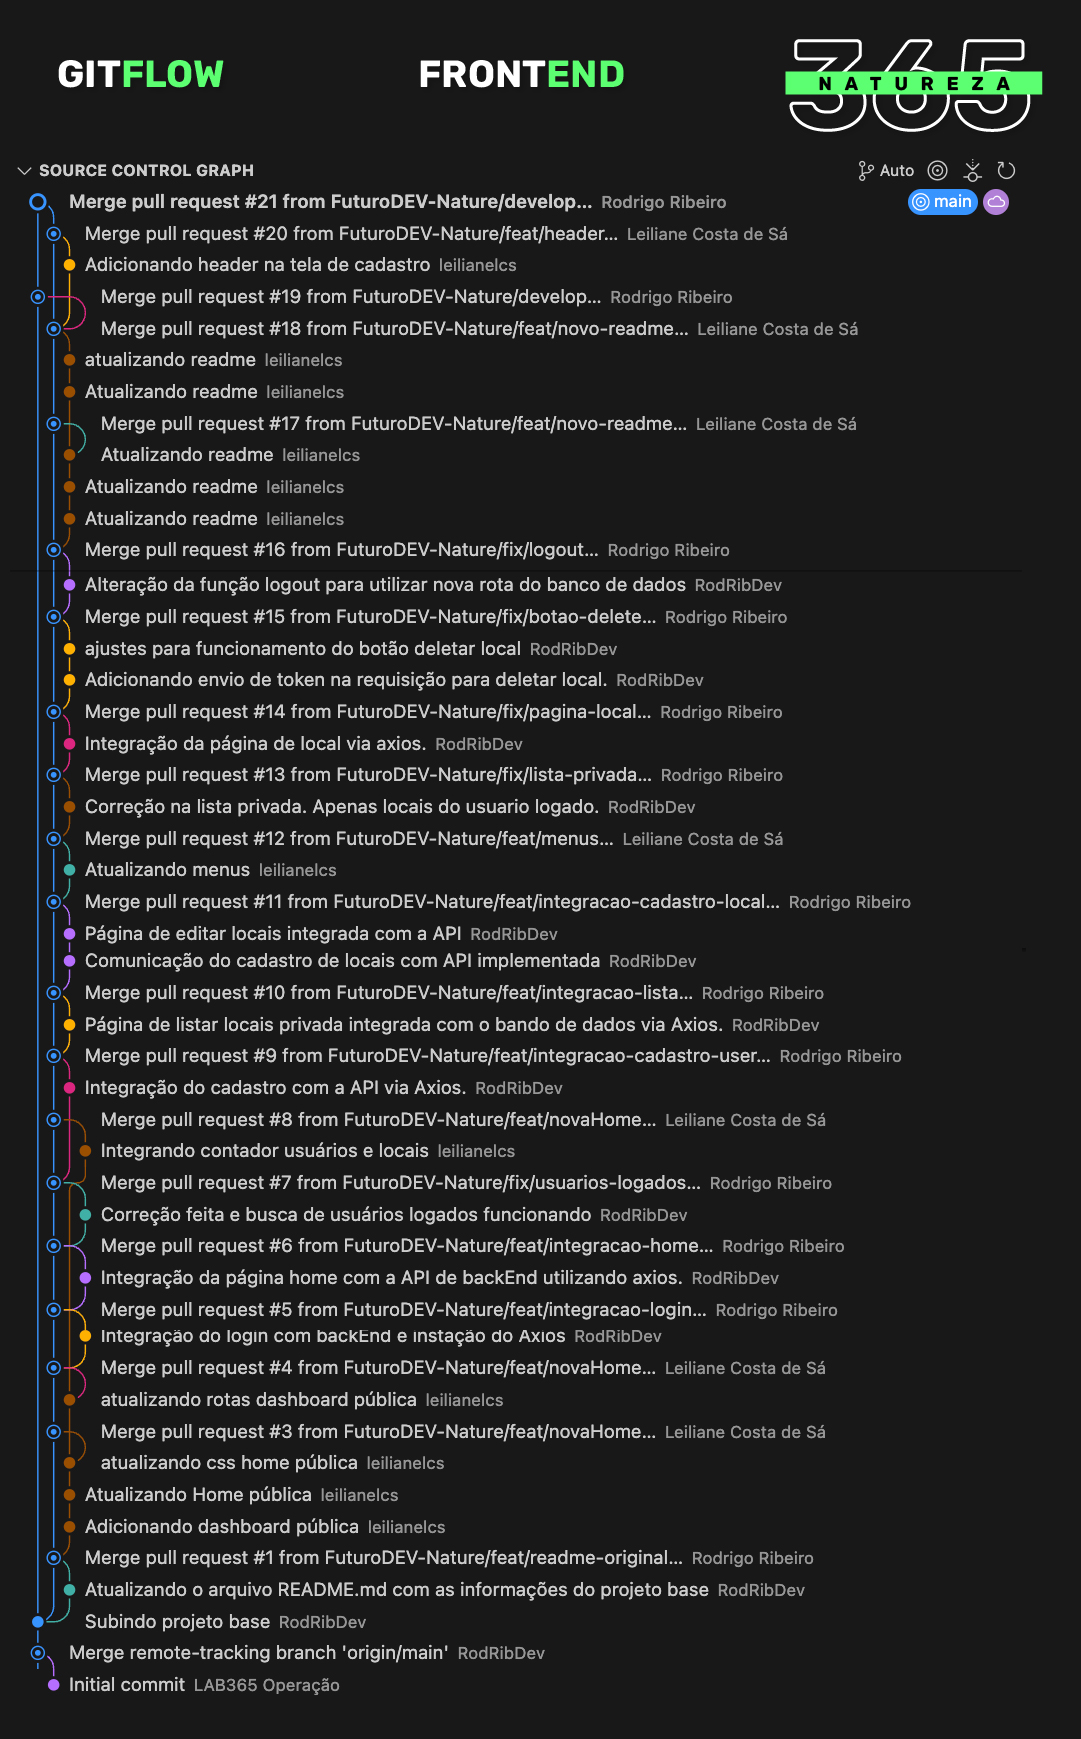 GITFLOW
FRONTEND
365
NATUREZA
SOURCE CONTROL GRAPH
Auto
Merge pull request #21 from FuturoDEV-Nature/develop... Rodrigo Ribeiro
main
Merge pull request #20 from FuturoDEV-Nature/feat/header... Leiliane Costa de Sá
Adicionando header na tela de cadastro leilianelcs
Merge pull request #19 from FuturoDEV-Nature/develop... Rodrigo Ribeiro
Merge pull request #18 from FuturoDEV-Nature/feat/novo-readme... Leiliane Costa de Sá
atualizando readme leilianelcs
Atualizando readme leilianelcs
Merge pull request #17 from FuturoDEV-Nature/feat/novo-readme... Leiliane Costa de Sá
Atualizando readme leilianelcs
Atualizando readme leilianelcs
Atualizando readme leilianelcs
Merge pull request #16 from FuturoDEV-Nature/fix/logout... Rodrigo Ribeiro
Alteração da função logout para utilizar nova rota do banco de dados RodRibDev
Merge pull request #15 from FuturoDEV-Nature/fix/botao-delete... Rodrigo Ribeiro
ajustes para funcionamento do botão deletar local RodRibDev
Adicionando envio de token na requisição para deletar local. RodRibDev
Merge pull request #14 from FuturoDEV-Nature/fix/pagina-local... Rodrigo Ribeiro
Integração da página de local via axios. RodRibDev
Merge pull request #13 from FuturoDEV-Nature/fix/lista-privada... Rodrigo Ribeiro
Correção na lista privada. Apenas locais do usuario logado. RodRibDev
Merge pull request #12 from FuturoDEV-Nature/feat/menus... Leiliane Costa de Sá
Atualizando menus leilianelcs
Merge pull request #11 from FuturoDEV-Nature/feat/integracao-cadastro-local... Rodrigo Ribeiro
Página de editar locais integrada com a API RodRibDev
Comunicação do cadastro de locais com API implementada RodRibDev
Merge pull request #10 from FuturoDEV-Nature/feat/integracao-lista... Rodrigo Ribeiro
Página de listar locais privada integrada com o bando de dados via Axios. RodRibDev
Merge pull request #9 from FuturoDEV-Nature/feat/integracao-cadastro-user... Rodrigo Ribeiro
Integração do cadastro com a API via Axios. RodRibDev
Merge pull request #8 from FuturoDEV-Nature/feat/novaHome... Leiliane Costa de Sá
Integrando contador usuários e locais leilianelcs
Merge pull request #7 from FuturoDEV-Nature/fix/usuarios-logados... Rodrigo Ribeiro
Correção feita e busca de usuários logados funcionando RodRibDev
Merge pull request #6 from FuturoDEV-Nature/feat/integracao-home... Rodrigo Ribeiro
Integração da página home com a API de backEnd utilizando axios. RodRibDev
Merge pull request #5 from FuturoDEV-Nature/feat/integracao-login... Rodrigo Ribeiro
Integração do login com backEnd e instação do Axios RodRibDev
Merge pull request #4 from FuturoDEV-Nature/feat/novaHome... Leiliane Costa de Sá
atualizando rotas dashboard pública leilianelcs
Merge pull request #3 from FuturoDEV-Nature/feat/novaHome... Leiliane Costa de Sá
atualizando css home pública leilianelcs
Atualizando Home pública leilianelcs
Adicionando dashboard pública leilianelcs
Merge pull request #1 from FuturoDEV-Nature/feat/readme-original... Rodrigo Ribeiro
Atualizando o arquivo README.md com as informações do projeto base RodRibDev
Subindo projeto base RodRibDev
Merge remote-tracking branch 'origin/main' RodRibDev
Initial commit LAB365 Operação